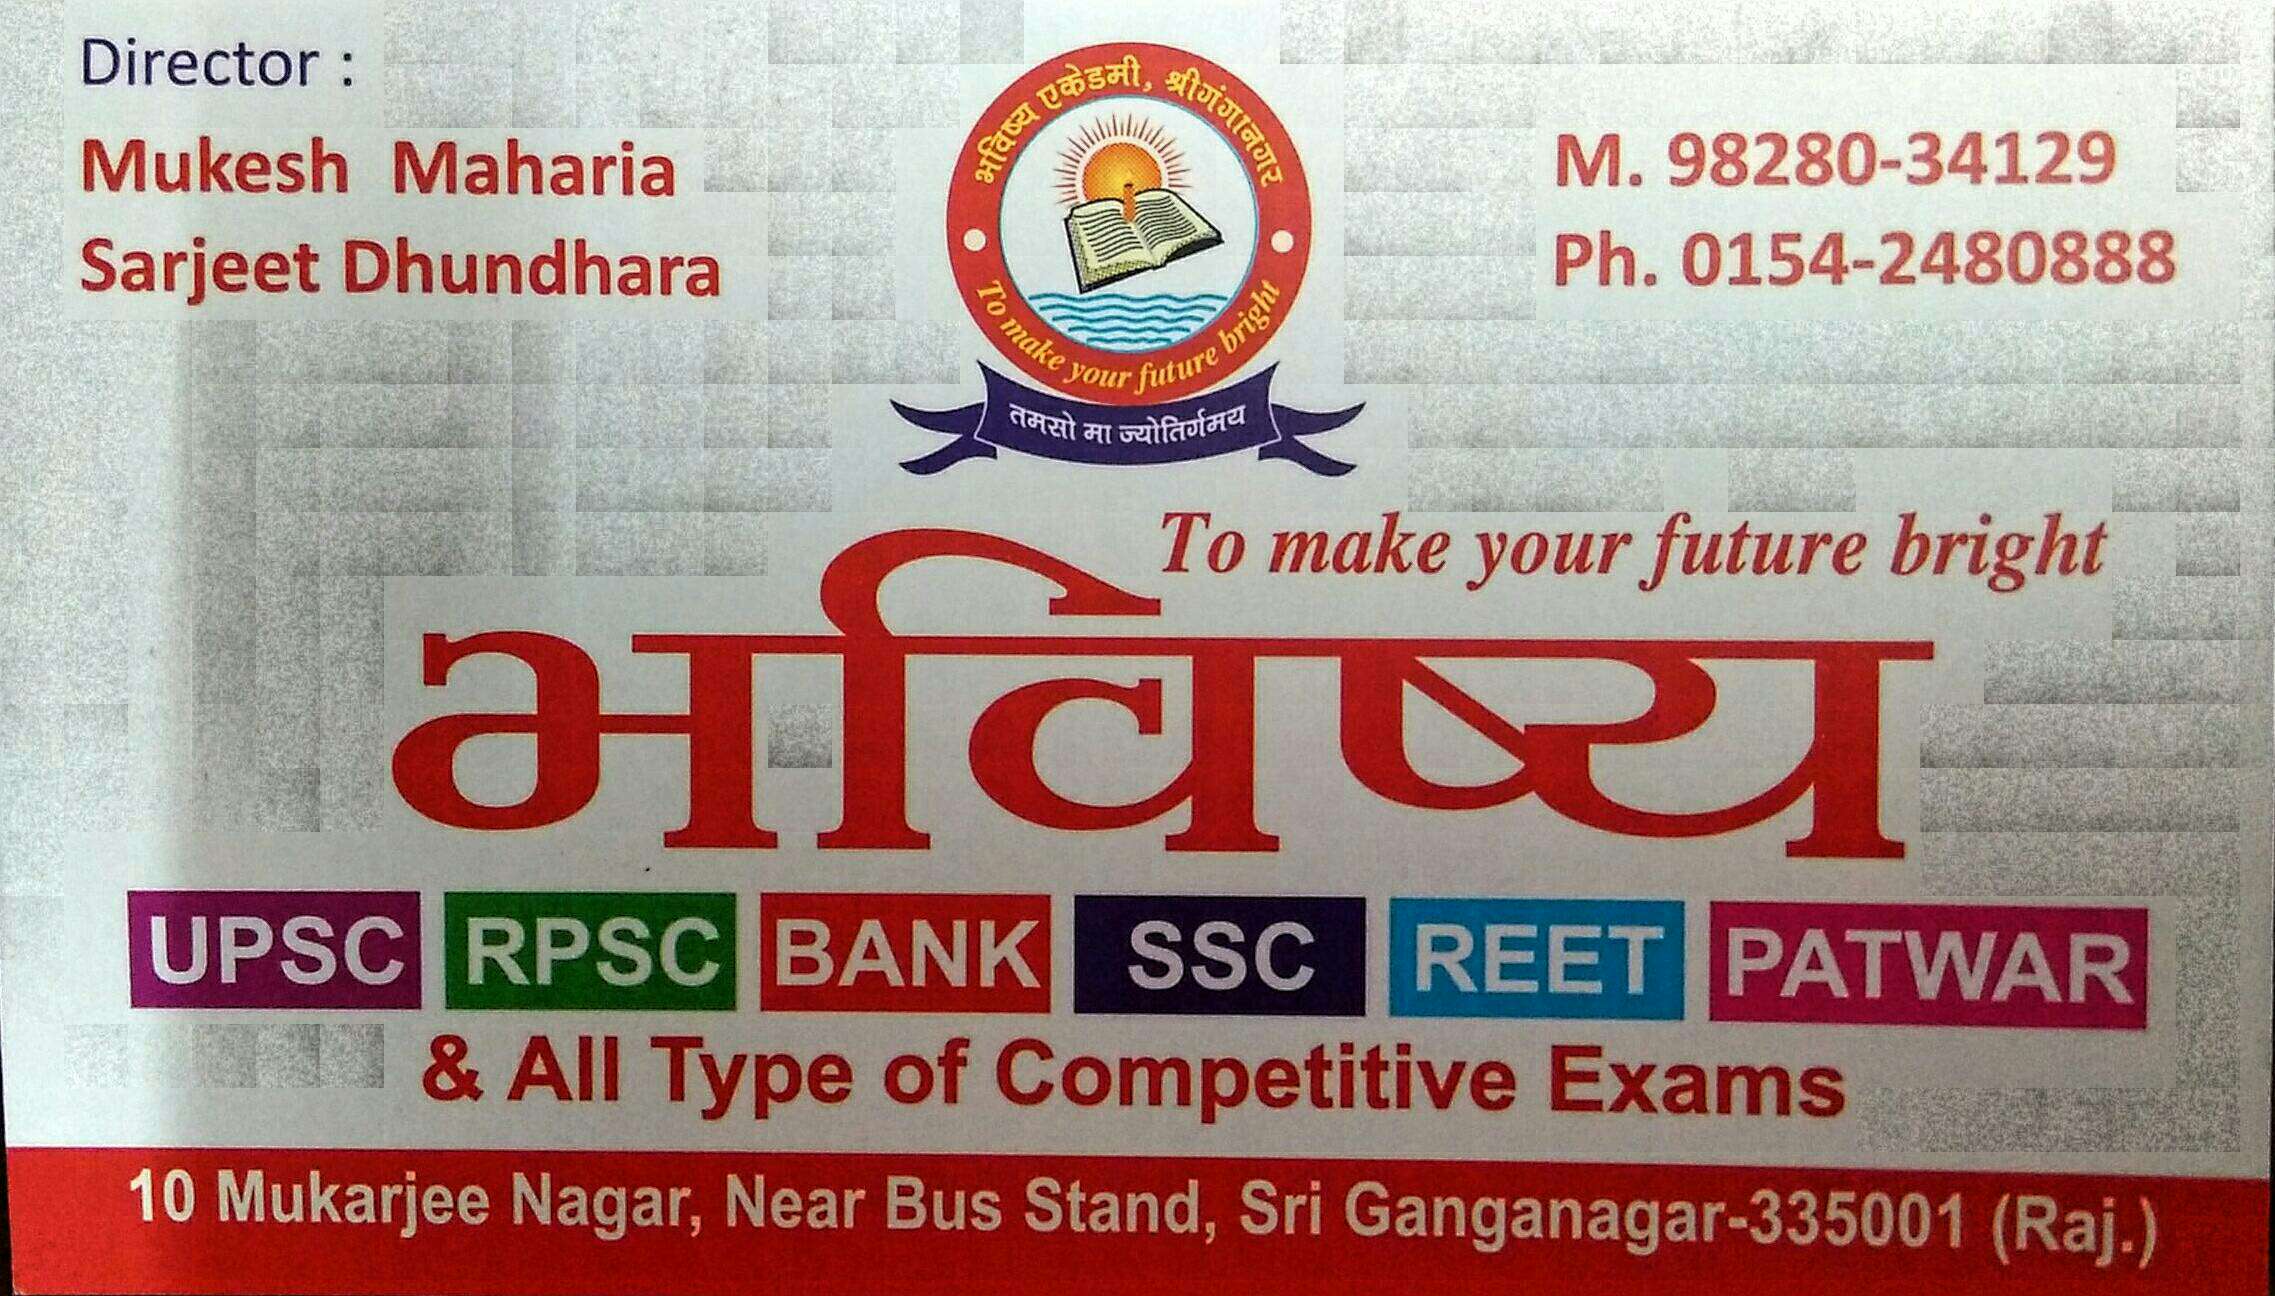 Director :
Mukesh Maharia
Sarjeet Dhundhara
भविष्य एकेडमी, श्रीगंगानगर
To make your future bright
तमसो मा ज्योतिर्गमय
M. 98280-34129
Ph. 0154-2480888
To make your future bright
भविष्य
UPSC RPSC BANK SSC REET PATWAR
& All Type of Competitive Exams
10 Mukarjee Nagar, Near Bus Stand, Sri Ganganagar-335001 (Raj.)